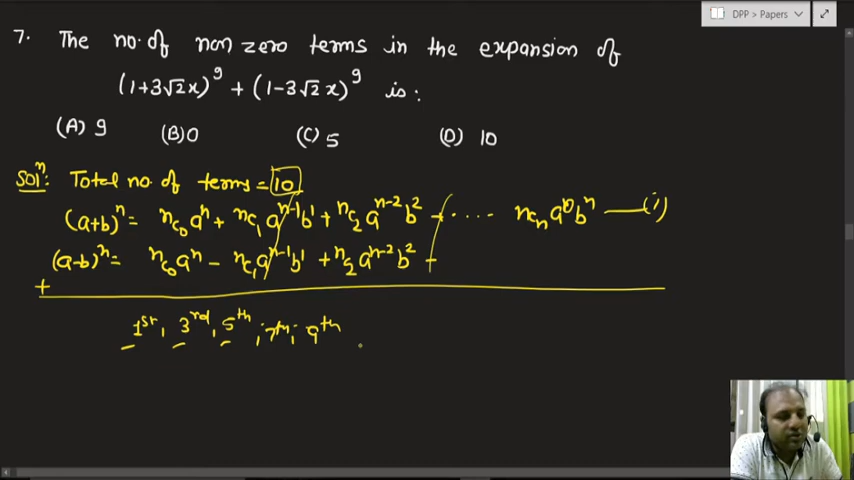 DPP > Papers
7. The no. of non zero terms in the expansion of
(1+3√2x)⁹ + (1-3√2x)⁹ is:
(A) 9 (B) 0 (C) 5 (D) 10
Solⁿ: Total no. of terms = 10
(a+b)ⁿ = ⁿC₀aⁿ + ⁿC₁aⁿ⁻¹b¹ + ⁿC₂aⁿ⁻²b² + .... ⁿCₙa⁰bⁿ —(i)
(a-b)ⁿ = ⁿC₀aⁿ - ⁿC₁aⁿ⁻¹b¹ + ⁿC₂aⁿ⁻²b² +
+
1st, 3rd, 5th, 7th, 9th